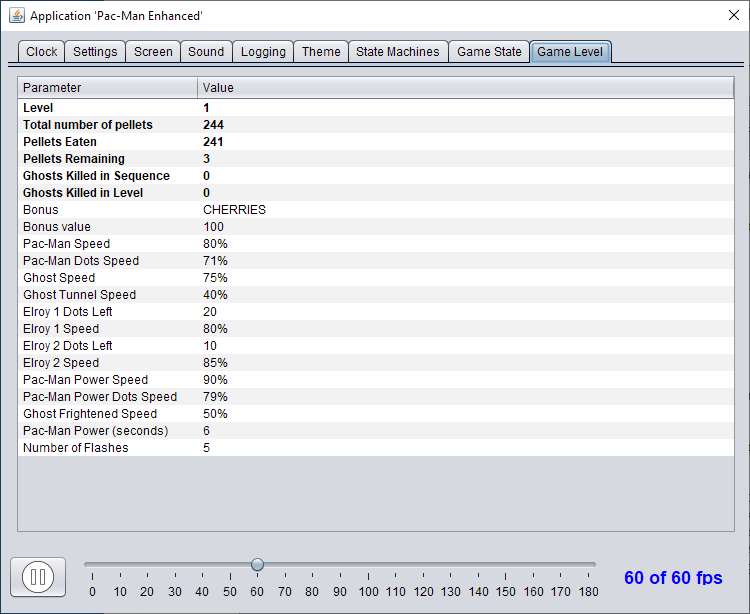 Application 'Pac-Man Enhanced'
Clock Settings Screen Sound Logging Theme State Machines Game State Game Level
Parameter Value
Level 1
Total number of pellets 244
Pellets Eaten 241
Pellets Remaining 3
Ghosts Killed in Sequence 0
Ghosts Killed in Level 0
Bonus CHERRIES
Bonus value 100
Pac-Man Speed 80%
Pac-Man Dots Speed 71%
Ghost Speed 75%
Ghost Tunnel Speed 40%
Elroy 1 Dots Left 20
Elroy 1 Speed 80%
Elroy 2 Dots Left 10
Elroy 2 Speed 85%
Pac-Man Power Speed 90%
Pac-Man Power Dots Speed 79%
Ghost Frightened Speed 50%
Pac-Man Power (seconds) 6
Number of Flashes 5
0 10 20 30 40 50 60 70 80 90 100 110 120 130 140 150 160 170 180
60 of 60 fps